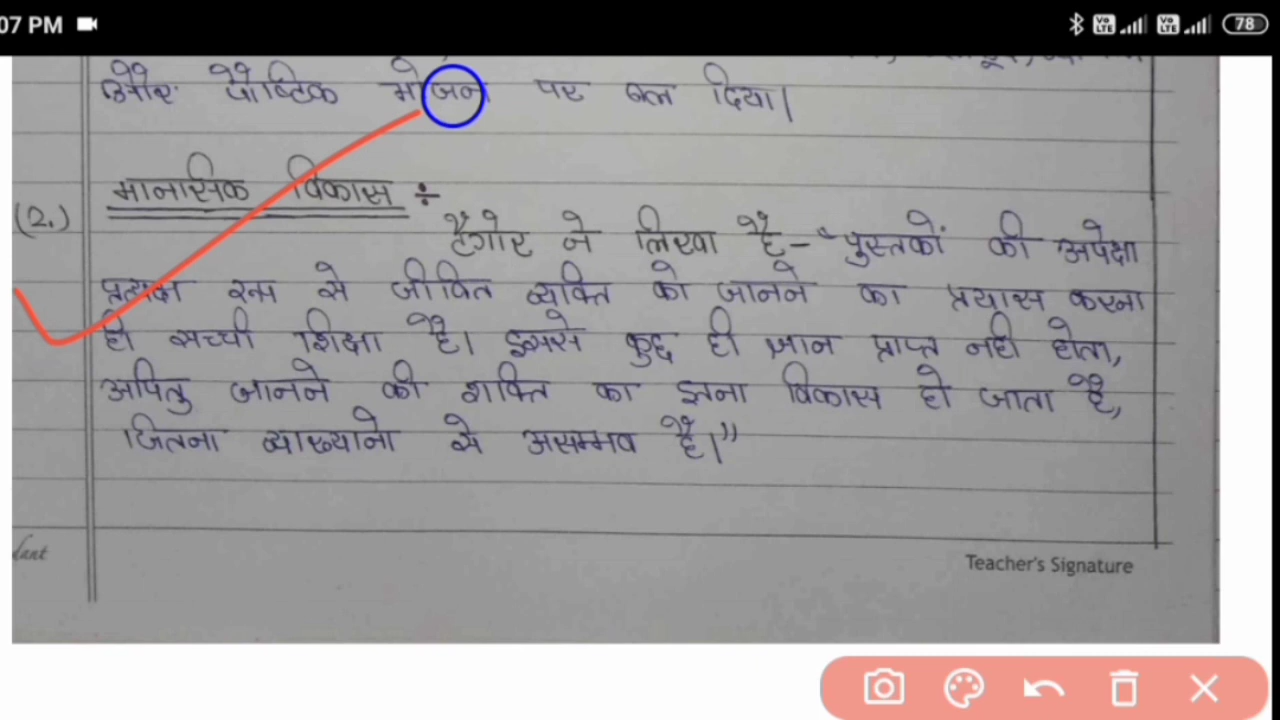 07 PM
78
और पौष्टिक भोजन पर बल दिया।
(2.) मानसिक विकास ÷
टैगोर ने लिखा है- "पुस्तकों की अपेक्षा
प्रत्यक्ष रूप से जीवित व्यक्ति को जानने का प्रयास करना
ही सच्ची शिक्षा है। इससे कुछ ही ज्ञान प्राप्त नही होता,
अपितु जानने की शक्ति का इतना विकास हो जाता है,
जितना व्याख्यानो से असम्भव है।"
Teacher's Signature